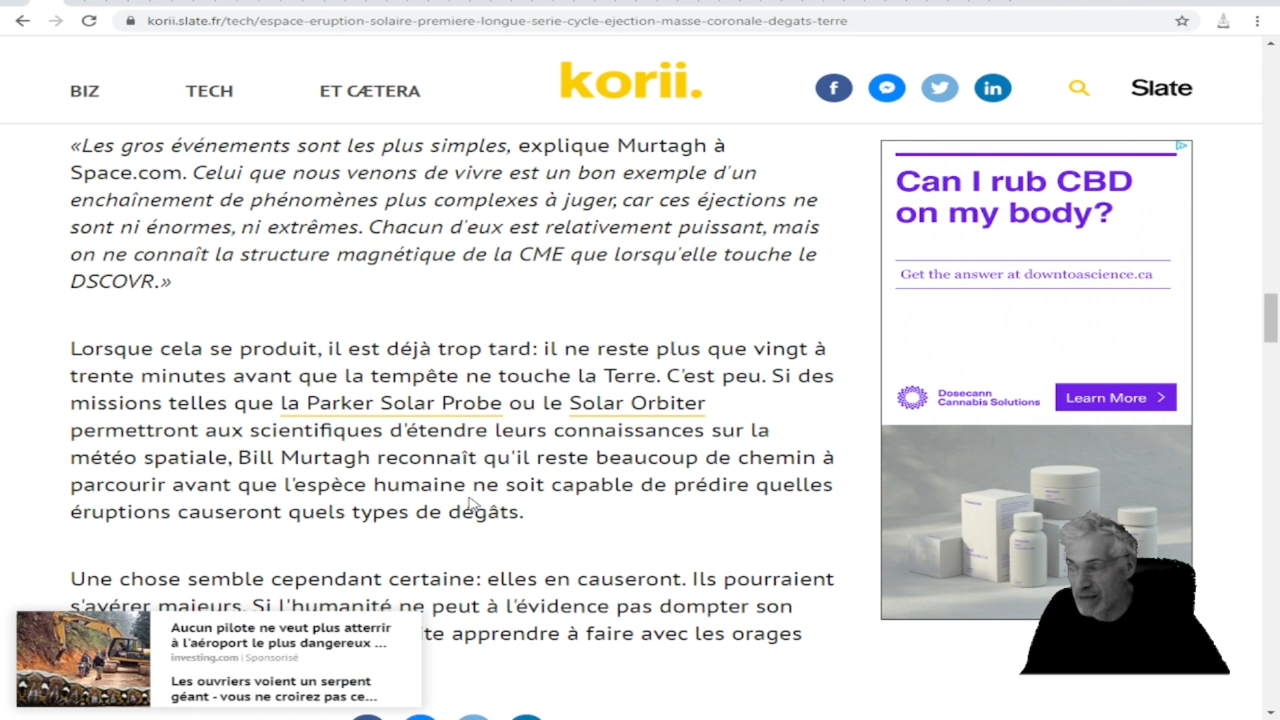 korii.slate.fr/tech/espace-eruption-solaire-premiere-longue-serie-cycle-ejection-masse-coronale-degats-terre
BIZ
TECH
ET CÆTERA
korii.
Slate
«Les gros événements sont les plus simples, explique Murtagh à
Space.com. Celui que nous venons de vivre est un bon exemple d'un
enchaînement de phénomènes plus complexes à juger, car ces éjections ne
sont ni énormes, ni extrêmes. Chacun d'eux est relativement puissant, mais
on ne connaît la structure magnétique de la CME que lorsqu'elle touche le
DSCOVR.»
Lorsque cela se produit, il est déjà trop tard: il ne reste plus que vingt à
trente minutes avant que la tempête ne touche la Terre. C'est peu. Si des
missions telles que la Parker Solar Probe ou le Solar Orbiter
permettront aux scientifiques d'étendre leurs connaissances sur la
météo spatiale, Bill Murtagh reconnaît qu'il reste beaucoup de chemin à
parcourir avant que l'espèce humaine ne soit capable de prédire quelles
éruptions causeront quels types de dégâts.
Une chose semble cependant certaine: elles en causeront. Ils pourraient
s'avérer majeurs. Si l'humanité ne peut à l'évidence pas dompter son
ite apprendre à faire avec les orages
Can I rub CBD
on my body?
Get the answer at downtoascience.ca
Dosecann
Cannabis Solutions
Learn More >
Aucun pilote ne veut plus atterrir
à l'aéroport le plus dangereux ...
investing.com | Sponsorisé
Les ouvriers voient un serpent
géant - vous ne croirez pas ce...